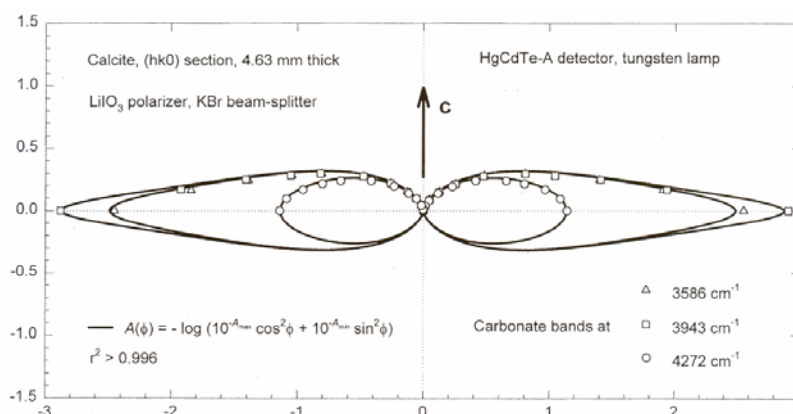 1.5
Calcite, (hk0) section, 4.63 mm thick
HgCdTe-A detector, tungsten lamp
1.0
LiIO₃ polarizer, KBr beam-splitter
C
0.5
0.0
-0.5
3586 cm⁻¹
-1.0
A(ϕ) = - log (10^-Amax cos²ϕ + 10^-Amin sin²ϕ)
Carbonate bands at
3943 cm⁻¹
r² > 0.996
4272 cm⁻¹
-1.5
-3 -2 -1 0 1 2